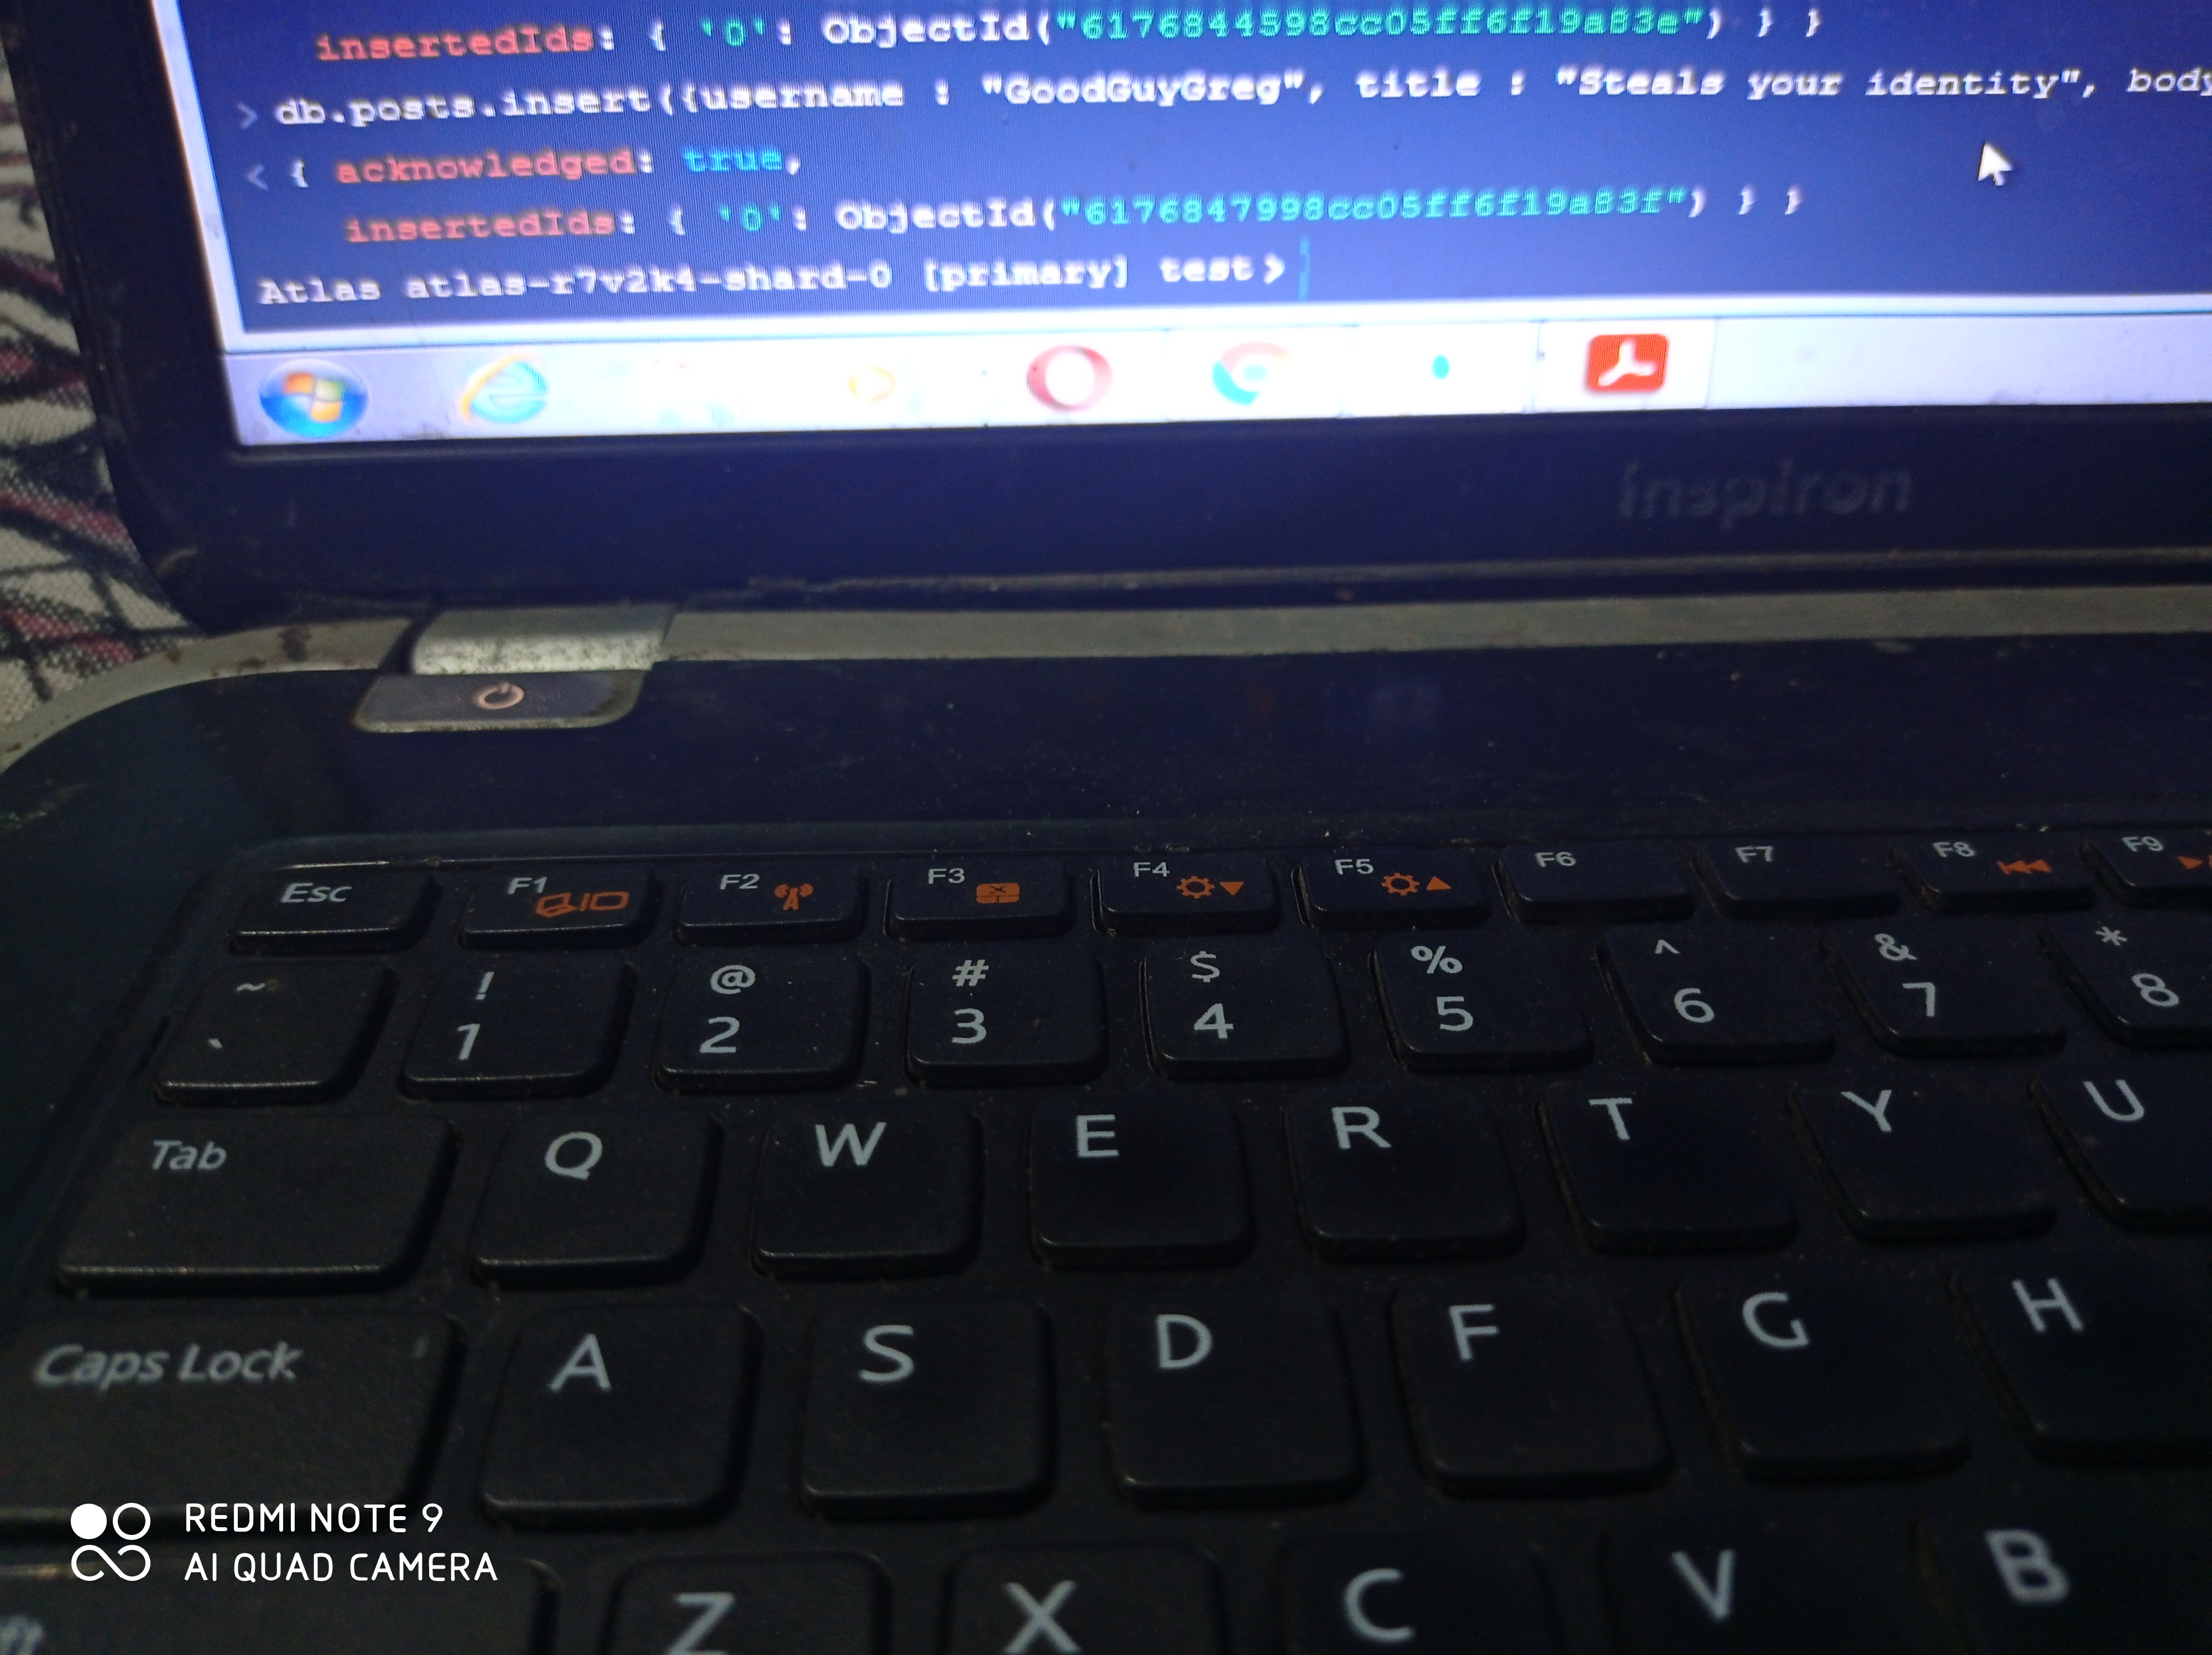 insertedIds: { '0': ObjectId("6176844598cc05ff6f19a83e") } }
> db.posts.insert({username : "GoodGuyGreg", title : "Steals your identity", body
< { acknowledged: true,
insertedIds: { '0': ObjectId("6176847998cc05ff6f19a83f") } }
Atlas atlas-r7v2k4-shard-0 [primary] test>
inspiron
Esc F1 F2 F3 F4 F5 F6 F7 F8 F9
~ ! @ # $ % ^ & *
` 1 2 3 4 5 6 7 8
Tab Q W E R T Y U
Caps Lock A S D F G H
Z X C V B
REDMI NOTE 9
AI QUAD CAMERA